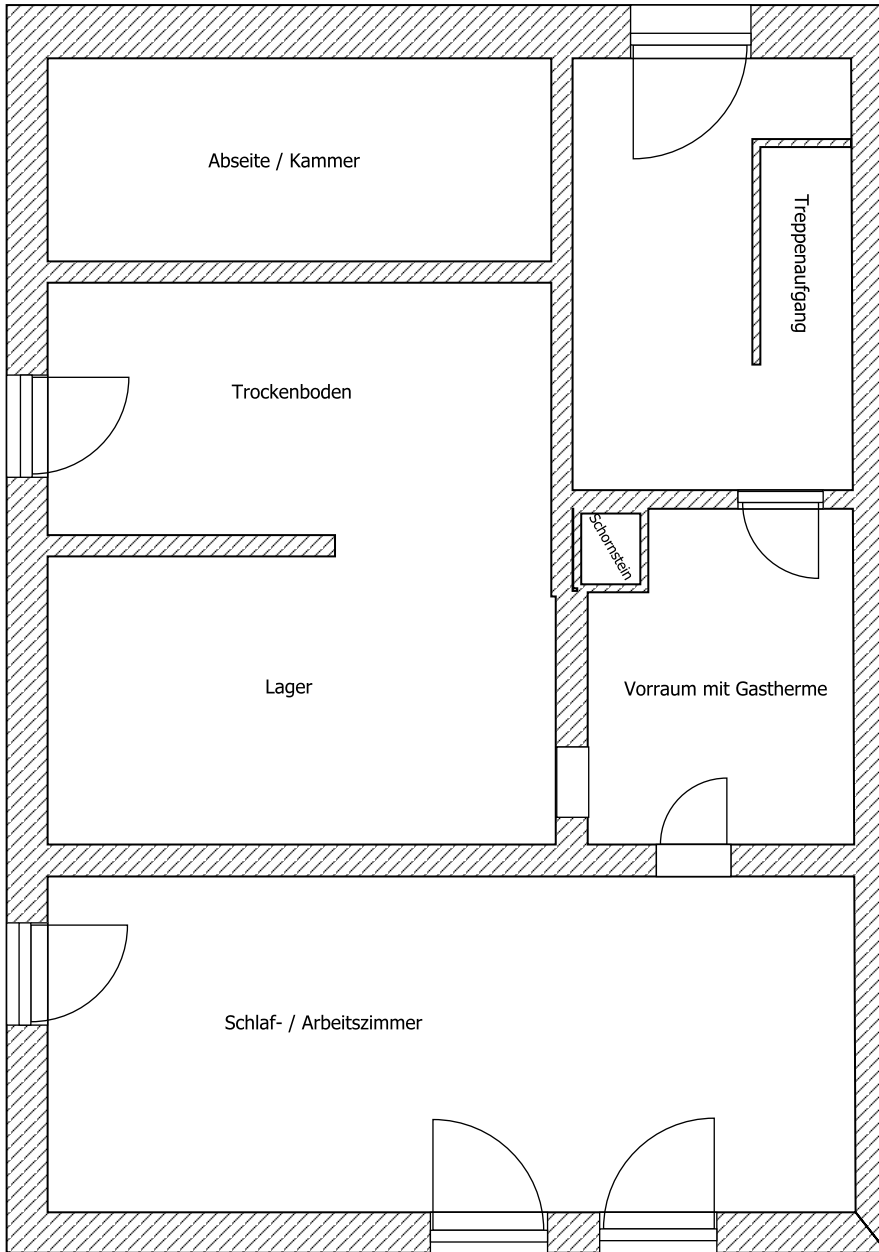 Abseite / Kammer
Treppenaufgang
Trockenboden
Schornstein
Lager
Vorraum mit Gastherme
Schlaf- / Arbeitszimmer